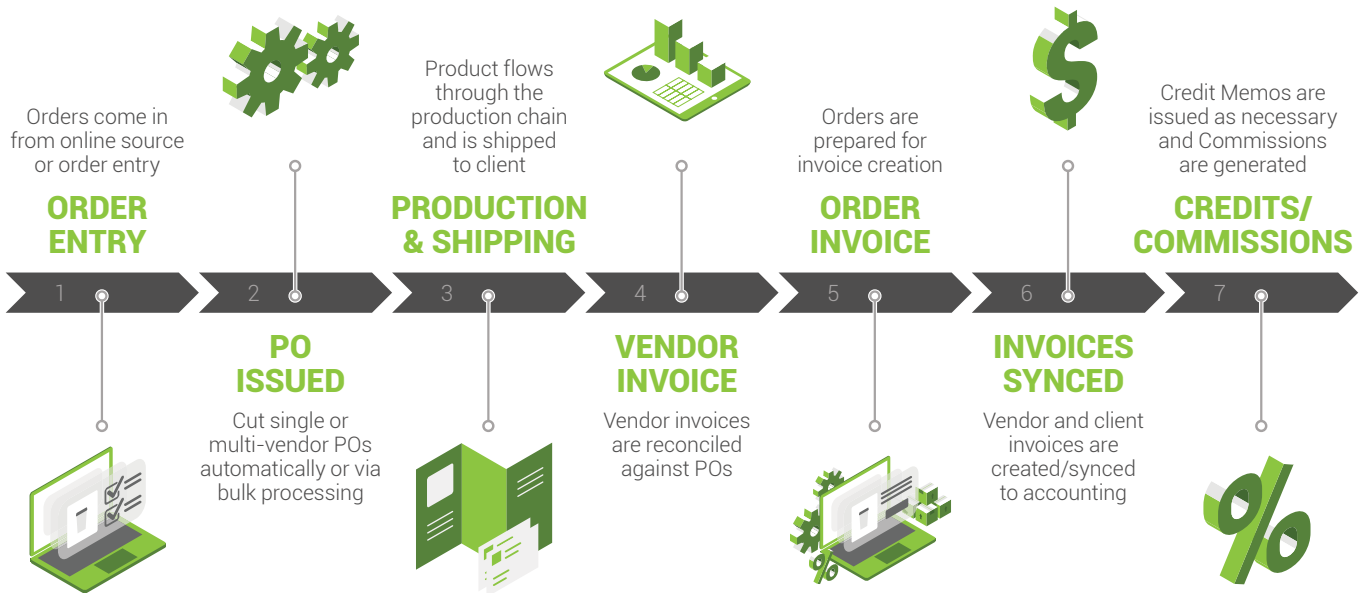 Orders come in
from online source
or order entry
ORDER
ENTRY
1
2
PO
ISSUED
Cut single or
multi-vendor POs
automatically or via
bulk processing
Product flows
through the
production chain
and is shipped
to client
PRODUCTION
& SHIPPING
3
4
VENDOR
INVOICE
Vendor invoices
are reconciled
against POs
Orders are
prepared for
invoice creation
ORDER
INVOICE
5
6
INVOICES
SYNCED
Vendor and client
invoices are
created/synced
to accounting
Credit Memos are
issued as necessary
and Commissions
are generated
CREDITS/
COMMISSIONS
7